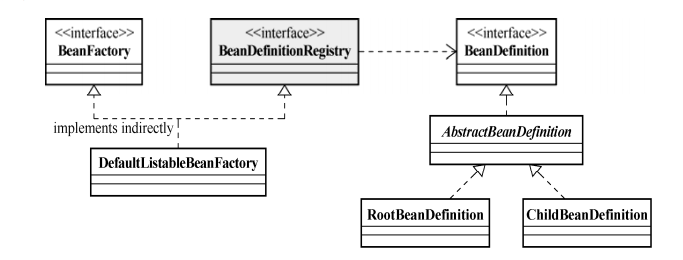 <<interface>>
BeanFactory
<<interface>>
BeanDefinitionRegistry
<<interface>>
BeanDefinition
implements indirectly
AbstractBeanDefinition
DefaultListableBeanFactory
RootBeanDefinition
ChildBeanDefinition